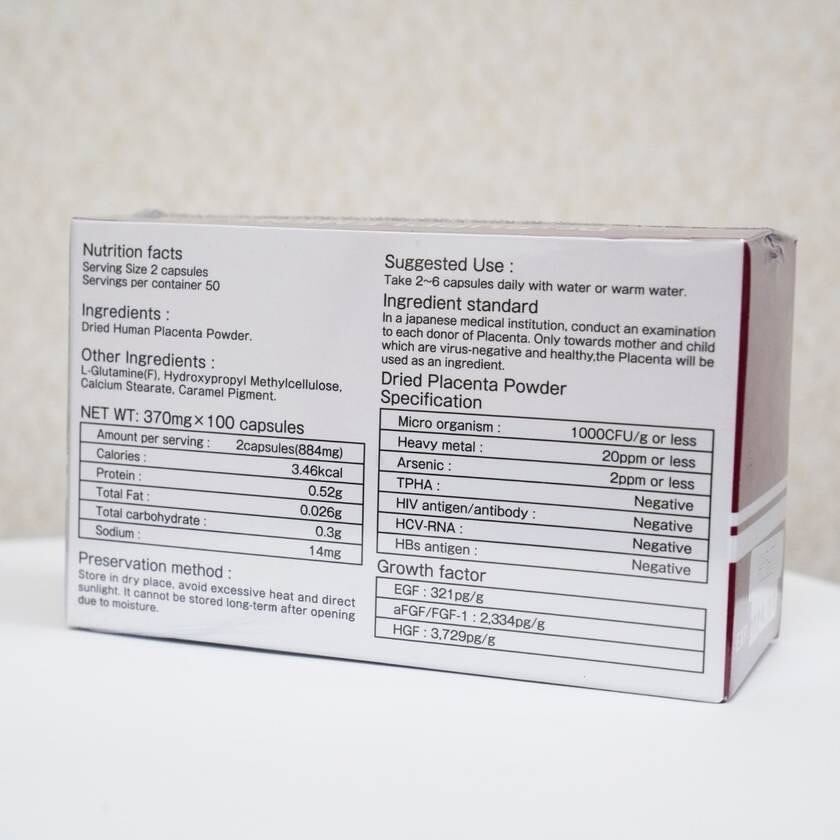 Nutrition facts
Serving Size 2 capsules
Servings per container 50
Ingredients :
Dried Human Placenta Powder.
Other Ingredients :
L-Glutamine(F), Hydroxypropyl Methylcellulose,
Calcium Stearate, Caramel Pigment.
NET WT: 370mg×100 capsules
Amount per serving : 2capsules(884mg)
Calories : 3.46kcal
Protein : 0.52g
Total Fat : 0.026g
Total carbohydrate : 0.3g
Sodium : 14mg
Preservation method :
Store in dry place, avoid excessive heat and direct
sunlight. It cannot be stored long-term after opening
due to moisture.
Suggested Use :
Take 2~6 capsules daily with water or warm water.
Ingredient standard
In a japanese medical institution, conduct an examination
to each donor of Placenta. Only towards mother and child
which are virus-negative and healthy,the Placenta will be
used as an ingredient.
Dried Placenta Powder
Specification
Micro organism : 1000CFU/g or less
Heavy metal : 20ppm or less
Arsenic : 2ppm or less
TPHA : Negative
HIV antigen/antibody : Negative
HCV-RNA : Negative
HBs antigen : Negative
Growth factor
EGF : 321pg/g
aFGF/FGF-1 : 2,334pg/g
HGF : 3,729pg/g